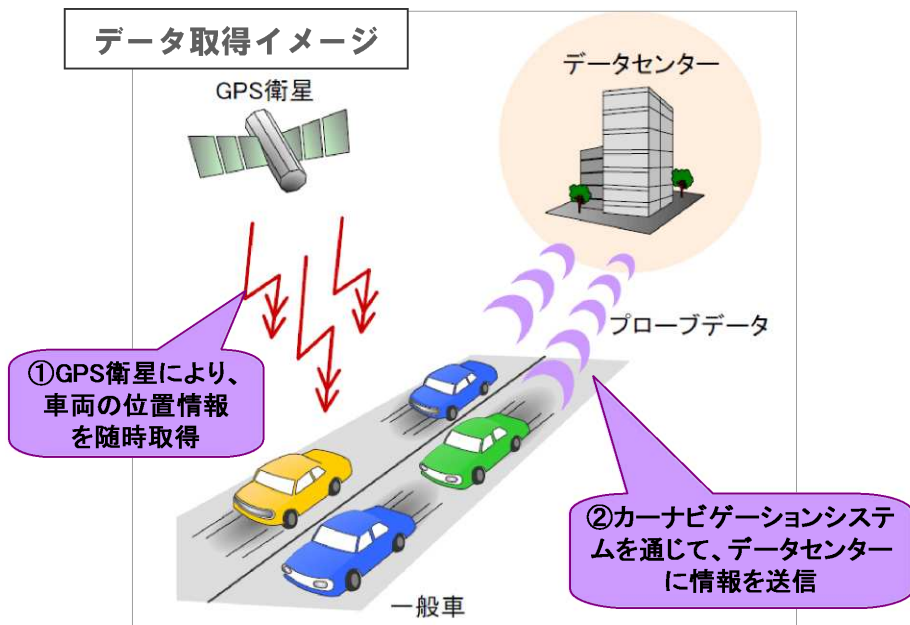 データ取得イメージ
GPS衛星
データセンター
プローブデータ
①GPS衛星により、
車両の位置情報
を随時取得
②カーナビゲーションシステ
ムを通じて、データセンター
に情報を送信
一般車